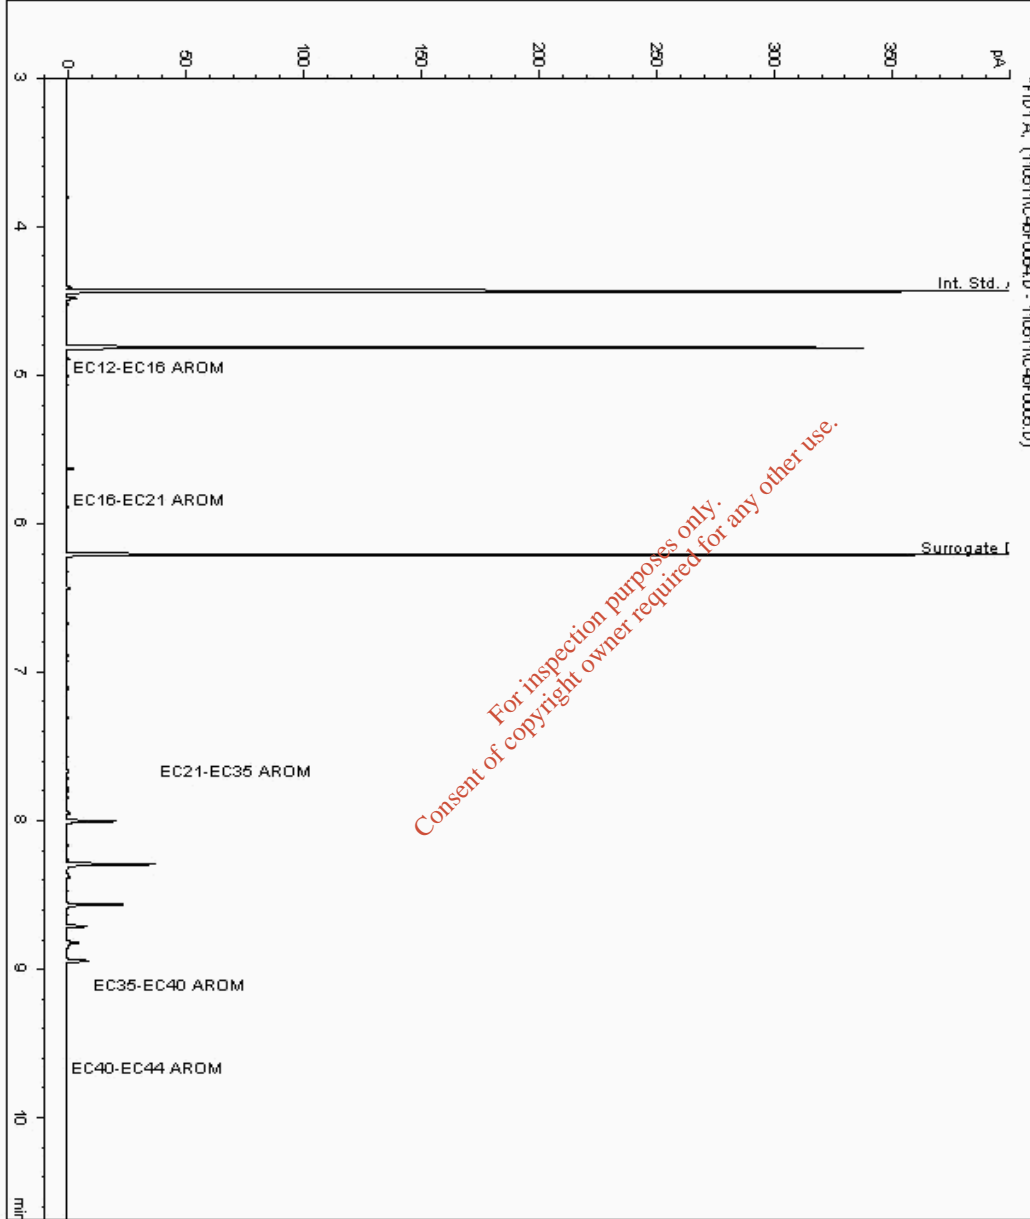 pA
350
300
250
200
150
100
50
0
3
4
5
6
7
8
9
10
min
Int. Std.
EC12-EC16 AROM
EC16-EC21 AROM
Surrogate
EC21-EC35 AROM
EC35-EC40 AROM
EC40-EC44 AROM
For inspection purposes only.
Consent of copyright owner required for any other use.